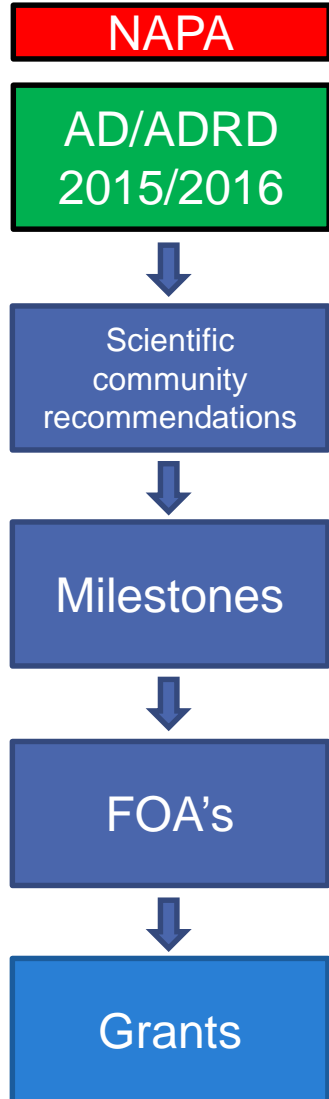 NAPA
AD/ADRD
2015/2016
Scientific
community
recommendations
Milestones
FOA's
Grants